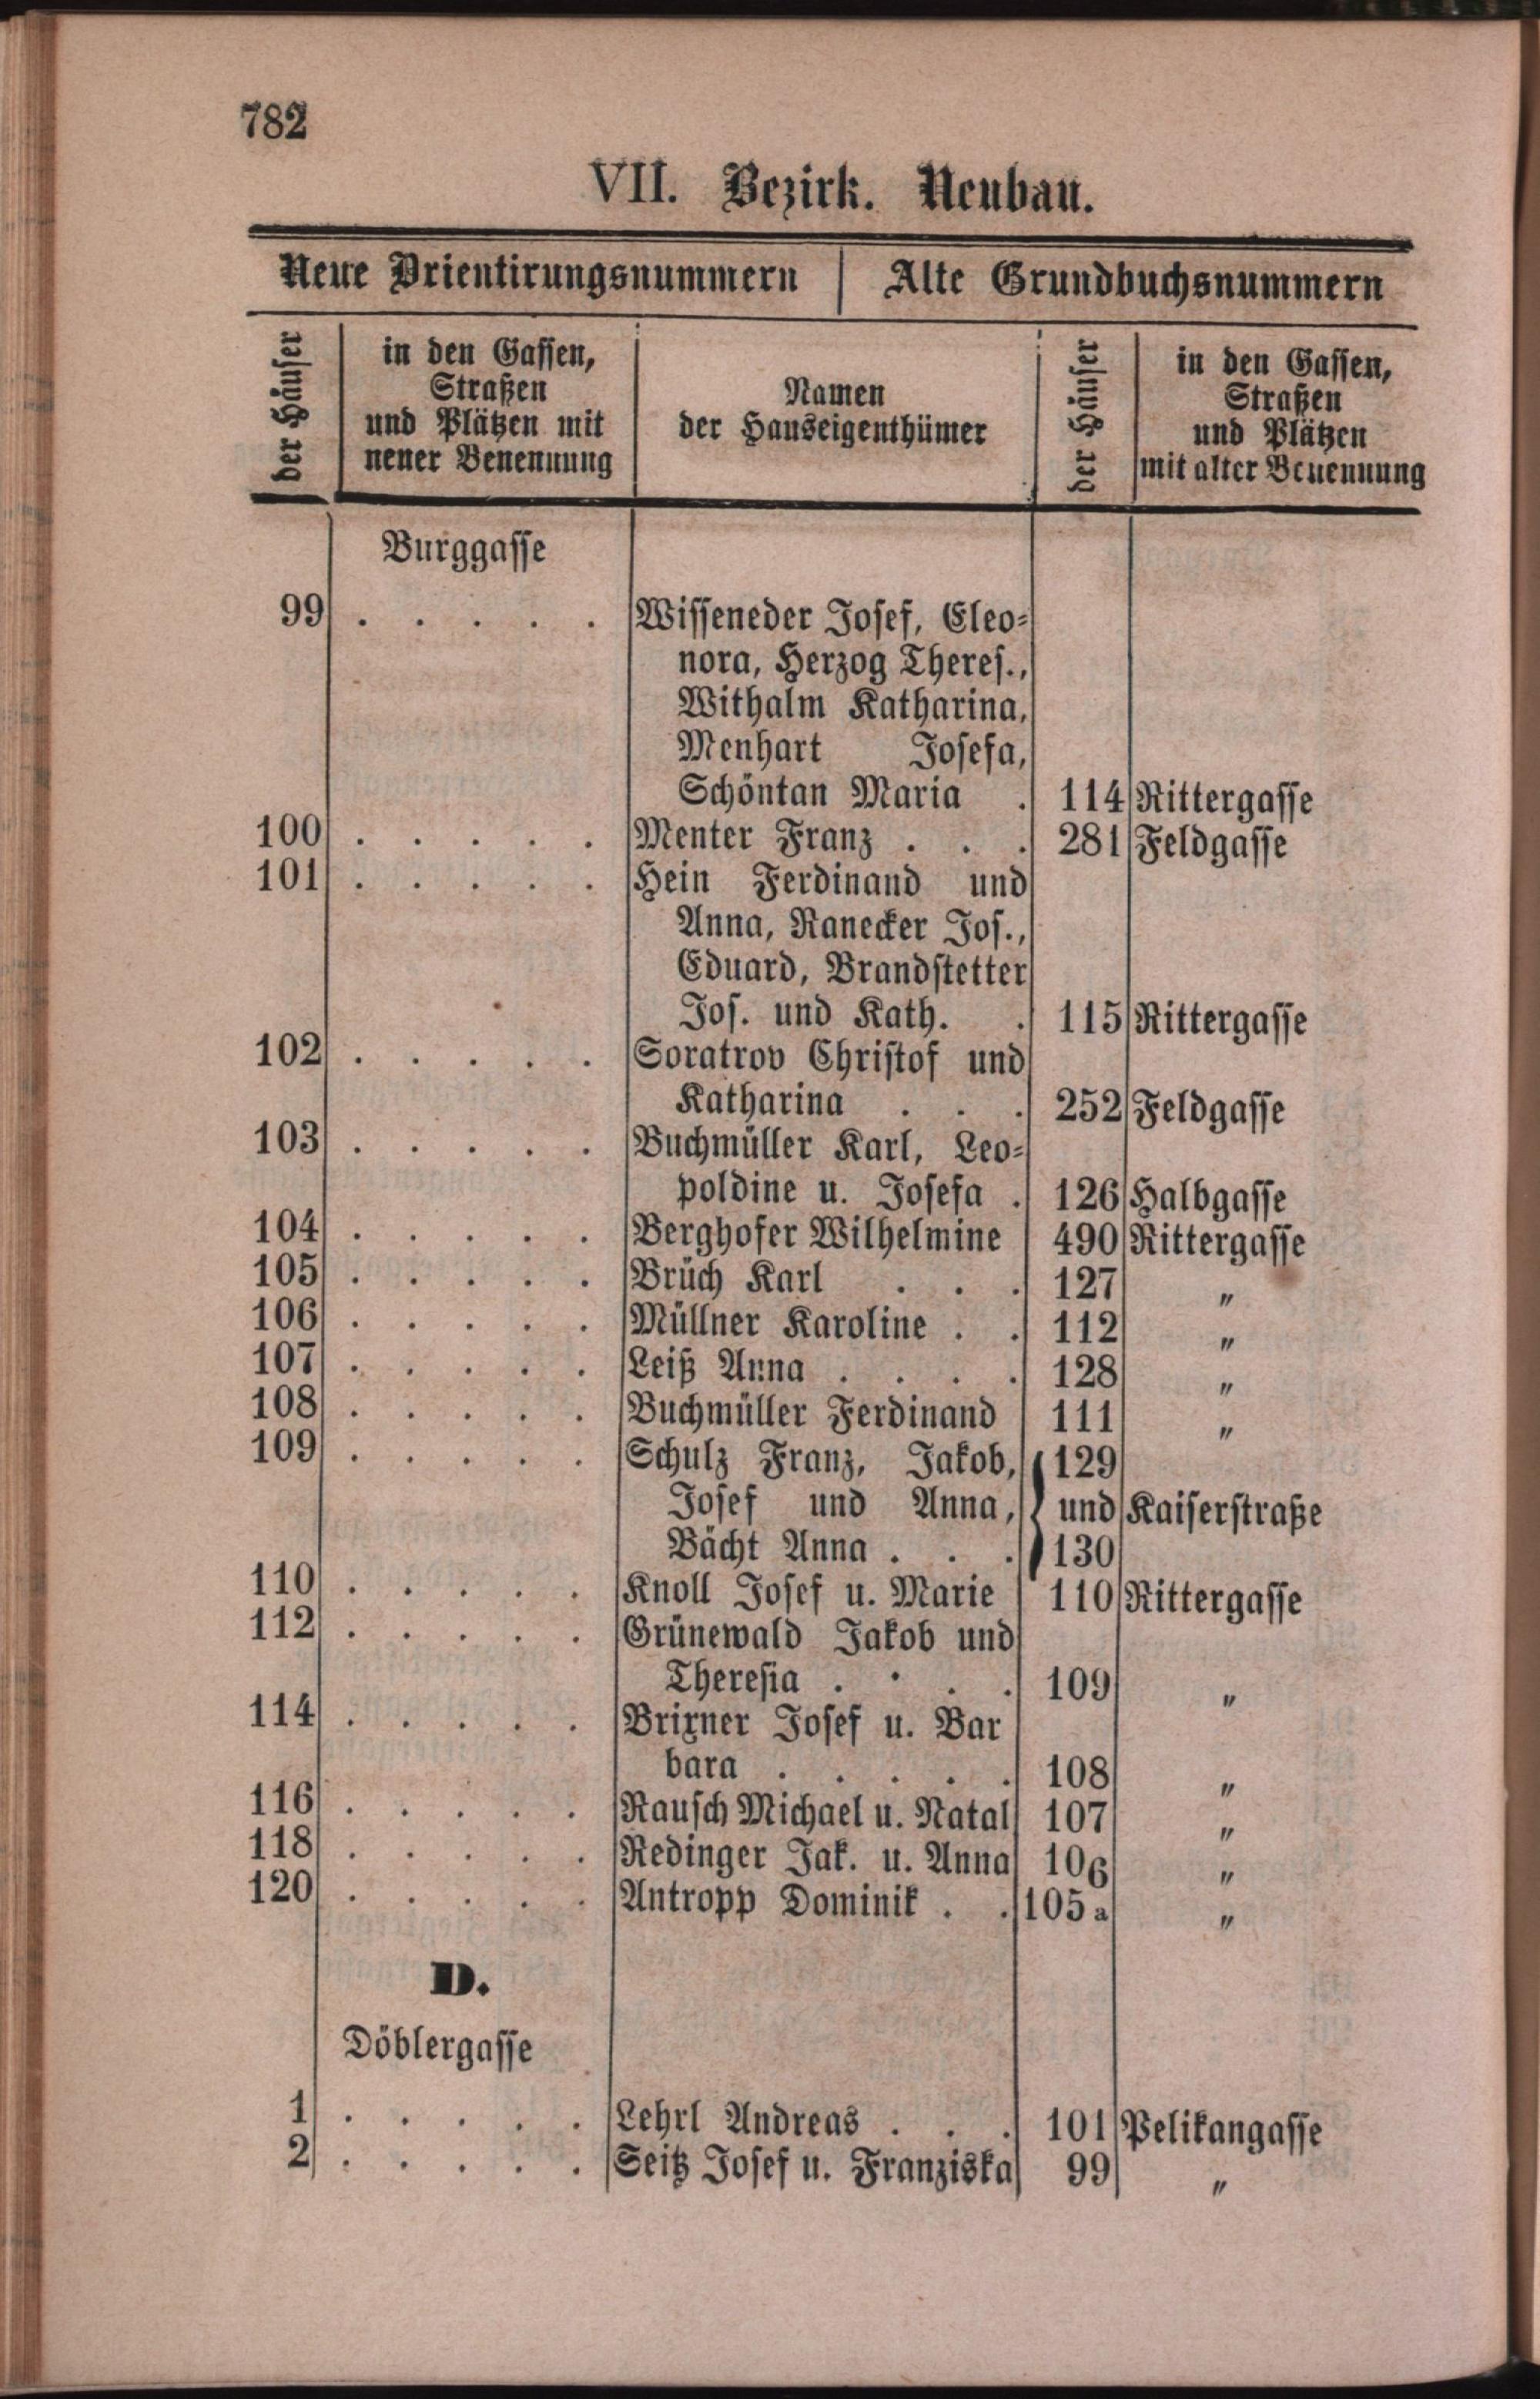 782
VII. Bezirk. Neubau.
Neue Orientirungsnummern | Alte Grundbuchsnummern
der Häuser | in den Gassen, Straßen und Plätzen mit neuer Benennung | Namen der Hauseigenthümer | der Häuser | in den Gassen, Straßen und Plätzen mit alter Benennung
Burggasse
99 . . . . . Wisseneder Josef, Eleo-
nora, Herzog Theres.,
Withalm Katharina,
Menhart Josefa,
Schöntan Maria . 114 Rittergasse
100 . . . . . Menter Franz . . . 281 Feldgasse
101 . . . . . Hein Ferdinand und
Anna, Ranecker Jos.,
Eduard, Brandstetter
Jos. und Kath. . 115 Rittergasse
102 . . . . . Soratrov Christof und
Katharina . . . 252 Feldgasse
103 . . . . . Buchmüller Karl, Leo-
poldine u. Josefa . 126 Halbgasse
104 . . . . . Berghofer Wilhelmine 490 Rittergasse
105 . . . . . Brüch Karl . . . 127 "
106 . . . . . Müllner Karoline . . 112 "
107 . . . . . Leiß Anna . . . . 128 "
108 . . . . . Buchmüller Ferdinand 111 "
109 . . . . . Schulz Franz, Jakob, 129
Josef und Anna, und Kaiserstraße
Bächt Anna . . . 130
110 . . . . . Knoll Josef u. Marie 110 Rittergasse
112 . . . . . Grünewald Jakob und
Theresia . . . . 109 "
114 . . . . . Brixner Josef u. Bar
bara . . . . . 108 "
116 . . . . . Rausch Michael u. Natal 107 "
118 . . . . . Redinger Jak. u. Anna 106 "
120 . . . . . Antropp Dominik . . 105a "
D.
Döblergasse
1 . . . . . Lehrl Andreas . . . 101 Pelikangasse
2 . . . . . Seitz Josef u. Franziska 99 "